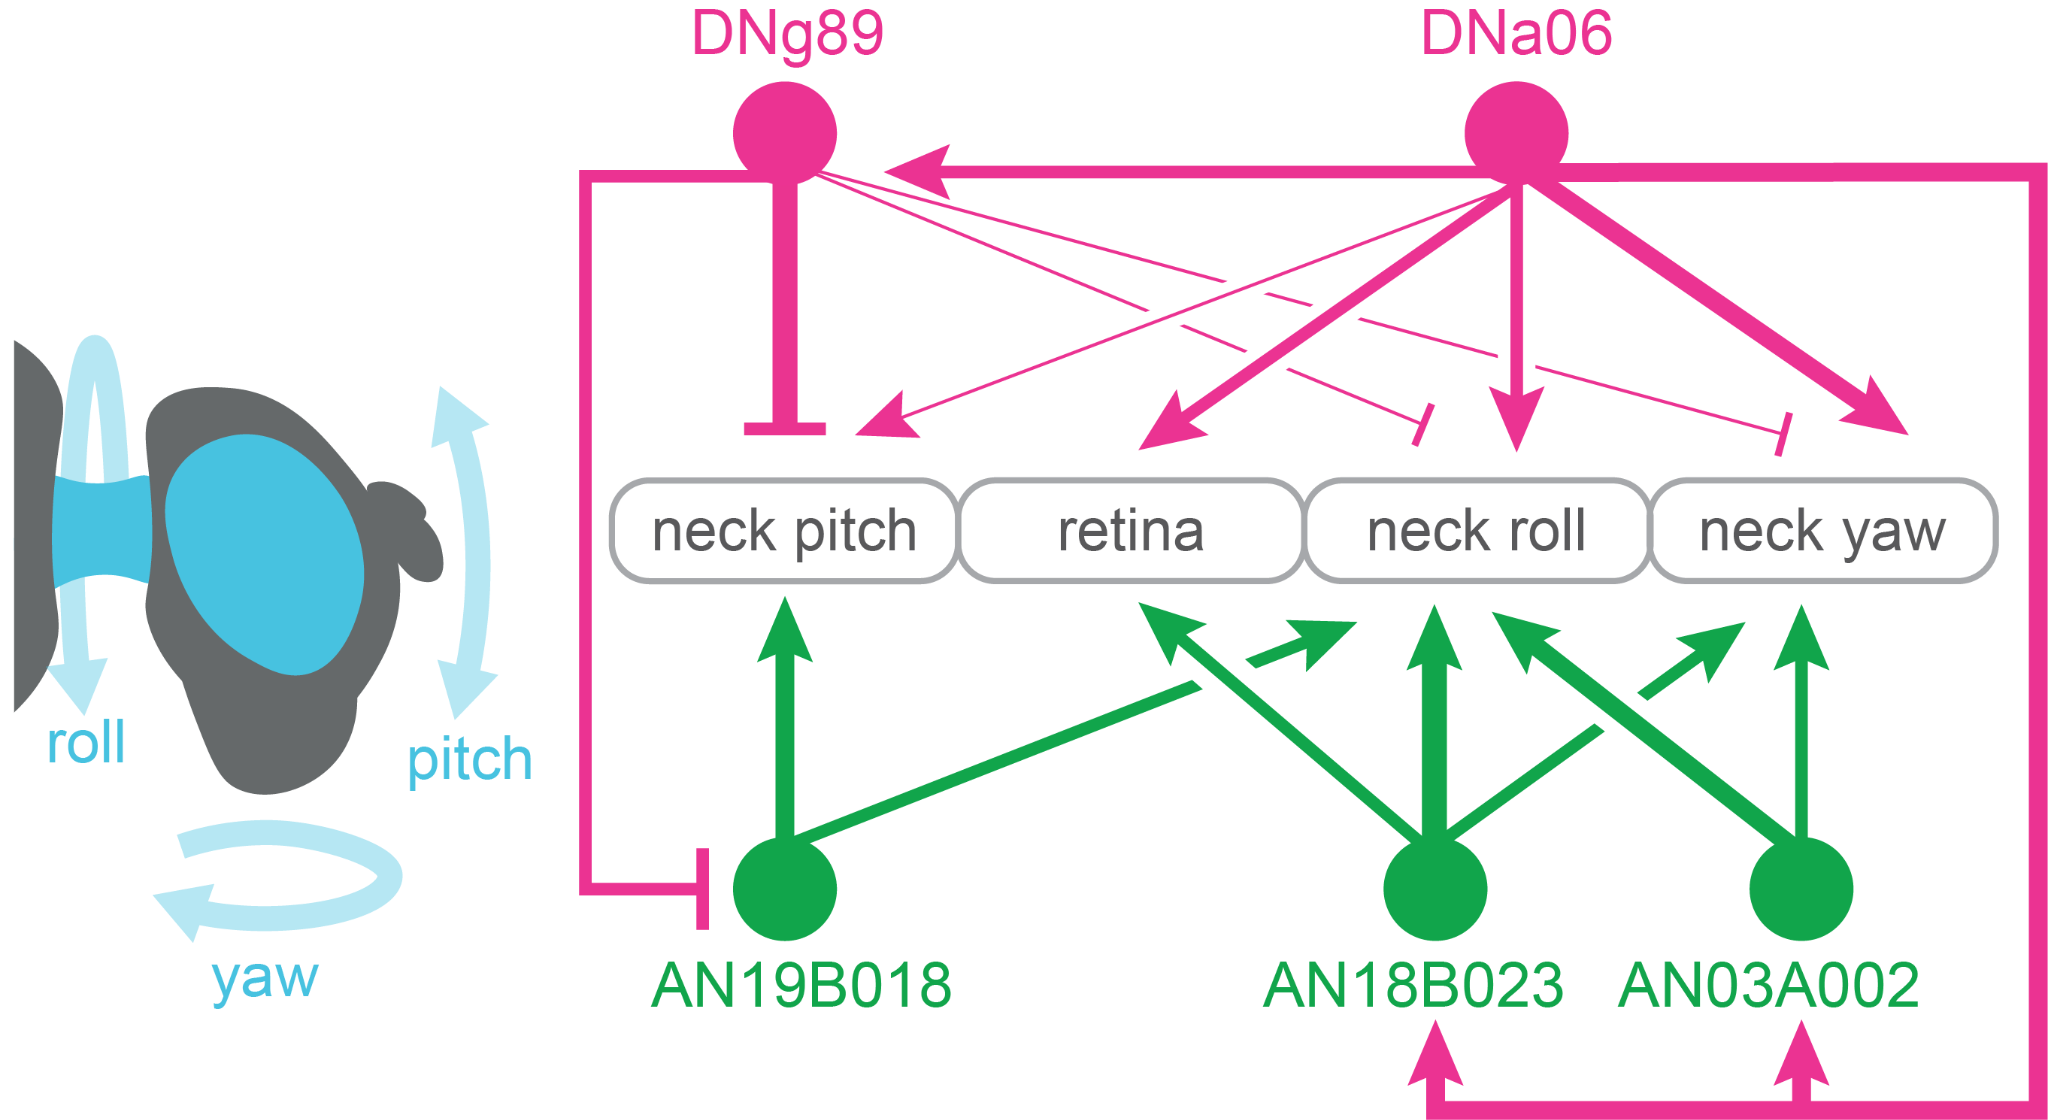 DNg89
DNa06
neck pitch
retina
neck roll
neck yaw
roll
pitch
yaw
AN19B018
AN18B023
AN03A002